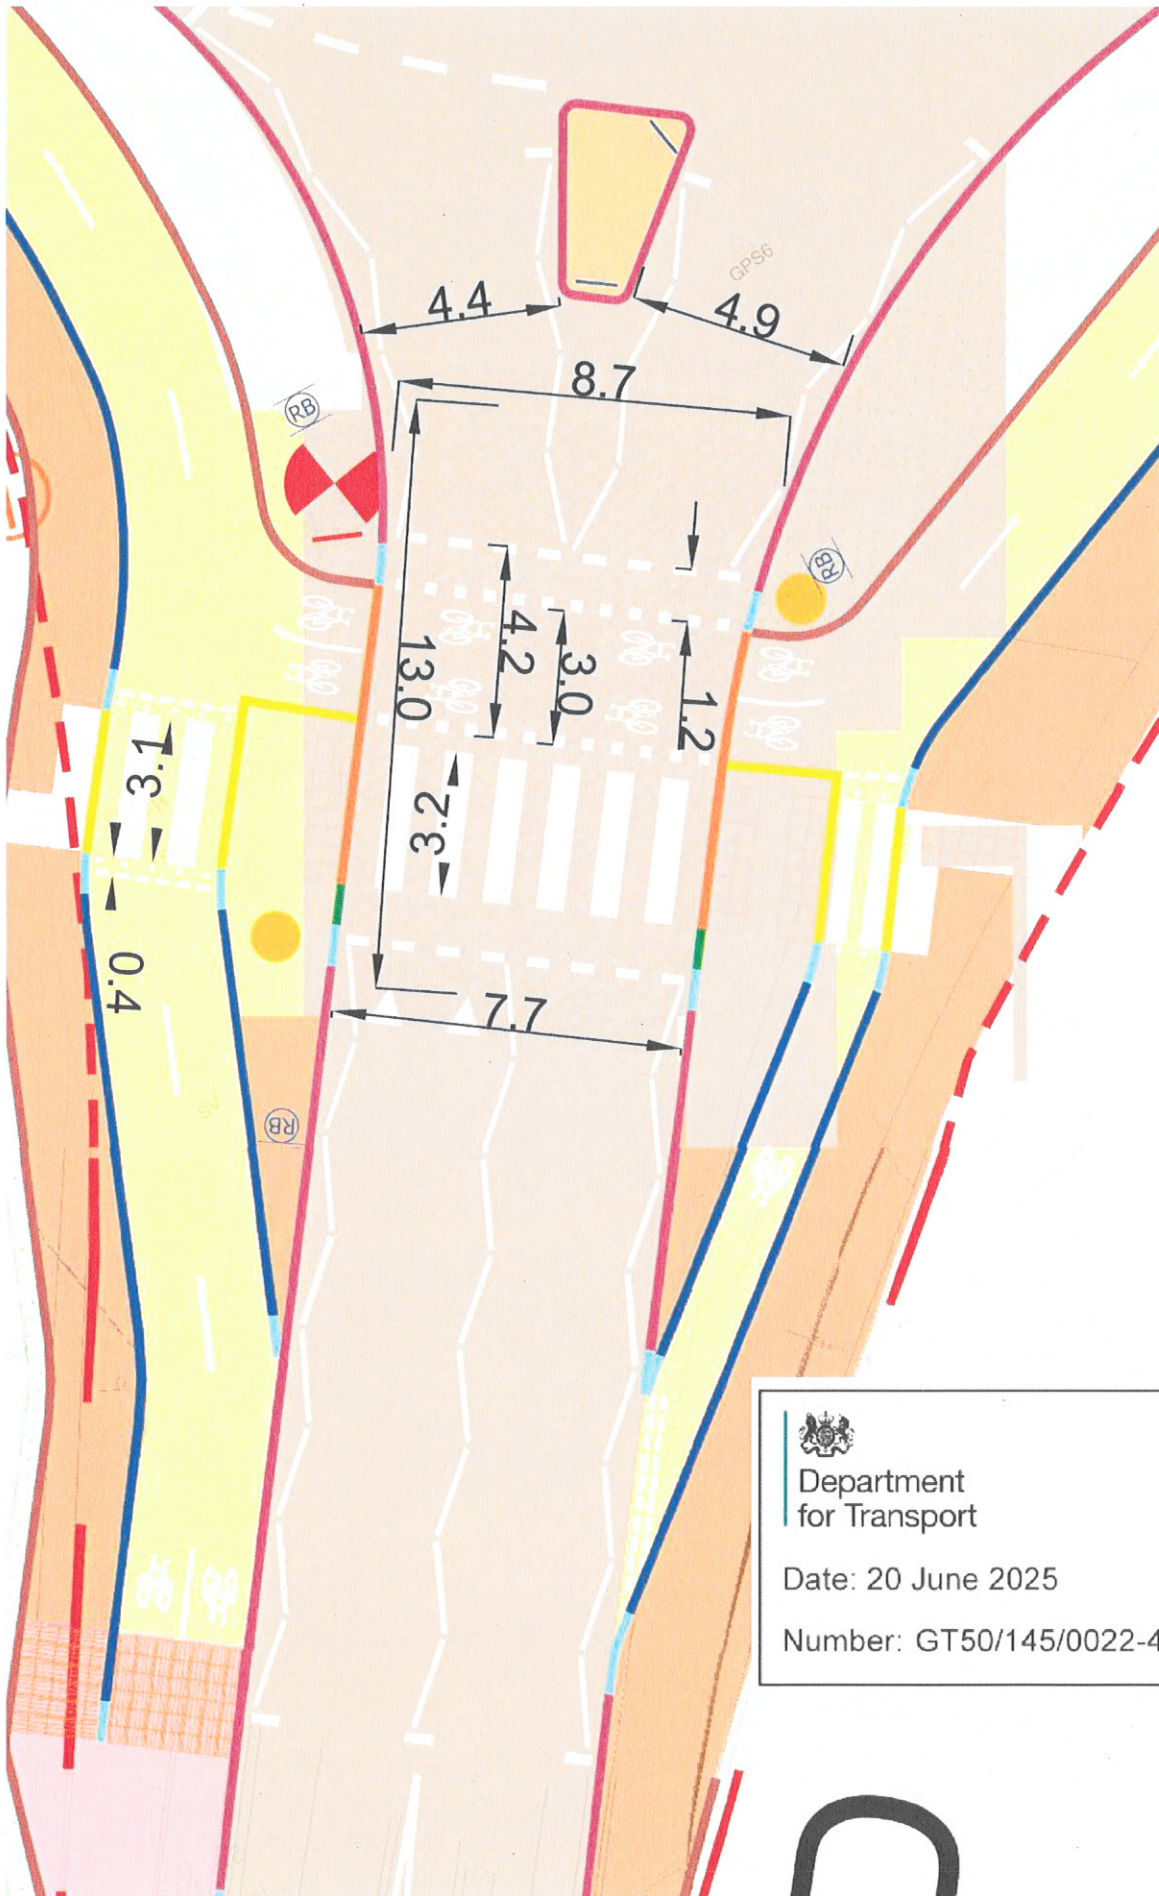 GPS6
4.4
4.9
8.7
RB
RB
4.2
3.0
13.0
1.2
3.1
3.2
0.4
7.7
SV
RB
Department
for Transport
Date: 20 June 2025
Number: GT50/145/0022-4